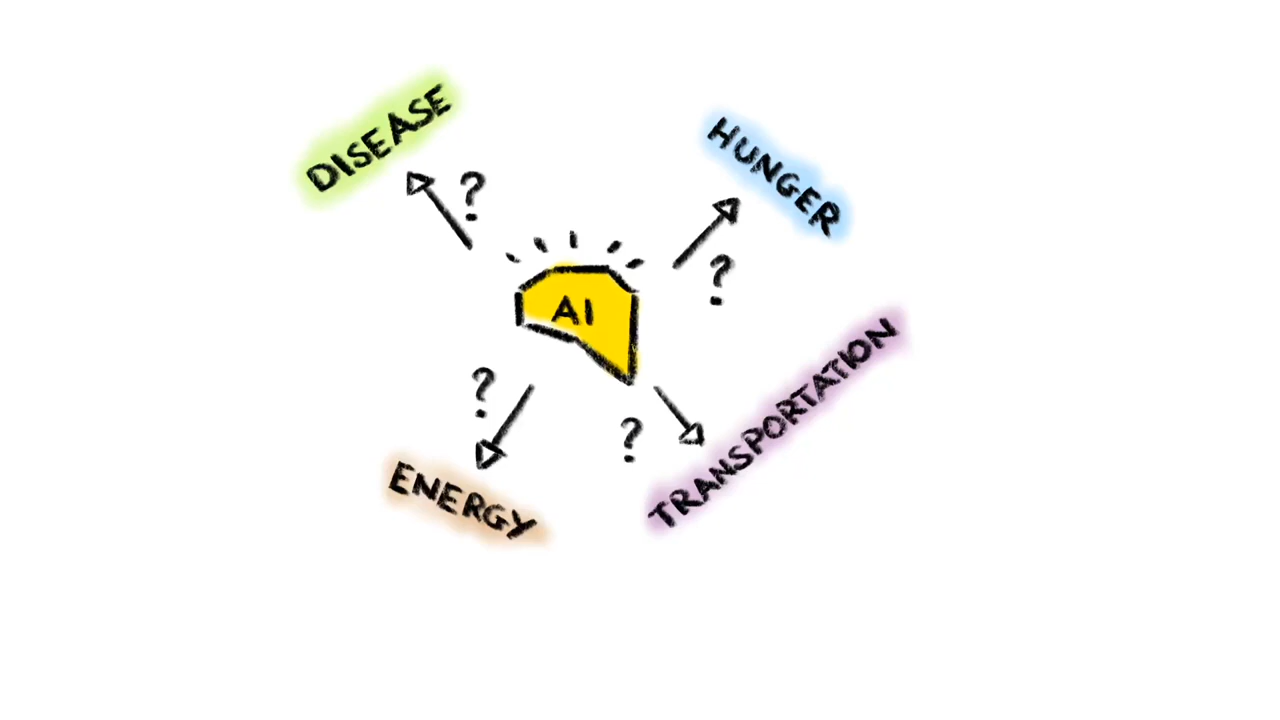 DISEASE
?
HUNGER
?
AI
?
ENERGY
?
TRANSPORTATION